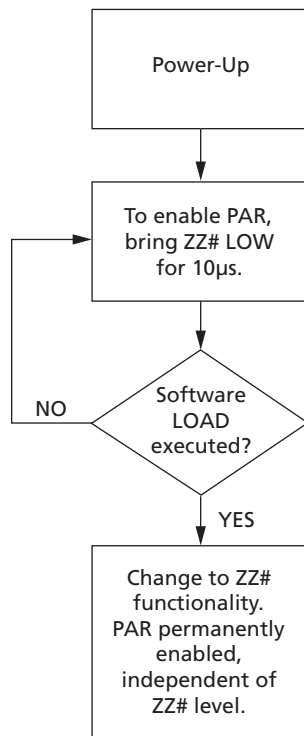 Power-Up
To enable PAR,
bring ZZ# LOW
for 10µs.
Software
LOAD
executed?
NO
YES
Change to ZZ#
functionality.
PAR permanently
enabled,
independent of
ZZ# level.